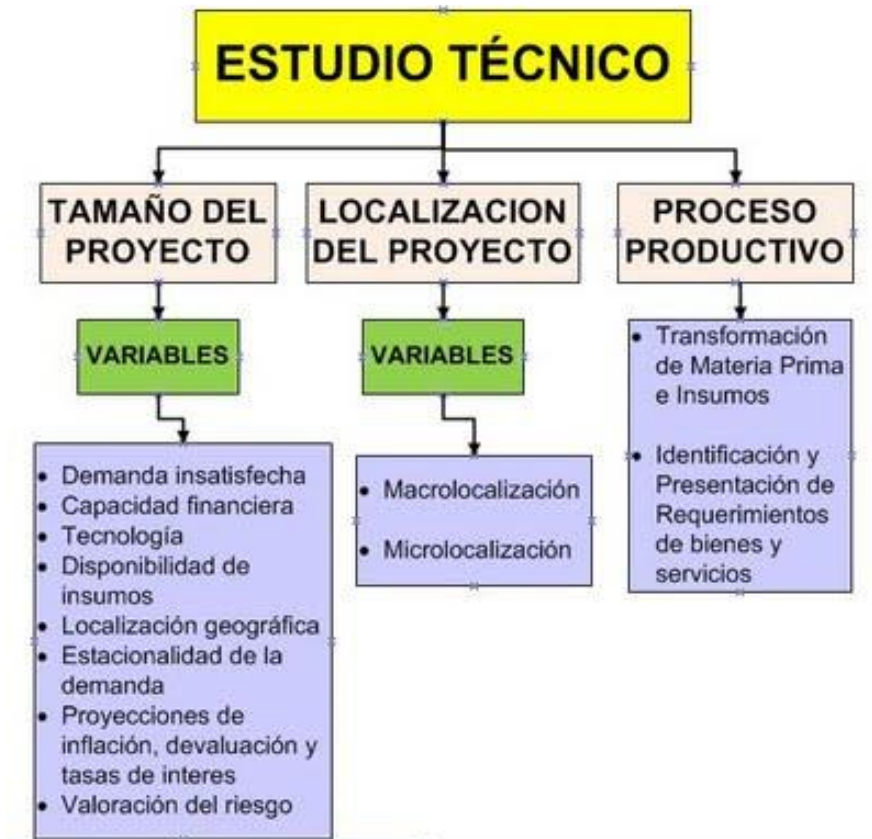 ESTUDIO TÉCNICO
TAMAÑO DEL
PROYECTO
LOCALIZACION
DEL PROYECTO
PROCESO
PRODUCTIVO
VARIABLES
VARIABLES
• Transformación
de Materia Prima
e Insumos
• Identificación y
Presentación de
Requerimientos
de bienes y
servicios
• Demanda insatisfecha
• Capacidad financiera
• Tecnología
• Disponibilidad de
insumos
• Localización geográfica
• Estacionalidad de la
demanda
• Proyecciones de
inflación, devaluación y
tasas de interes
• Valoración del riesgo
• Macrolocalización
• Microlocalización